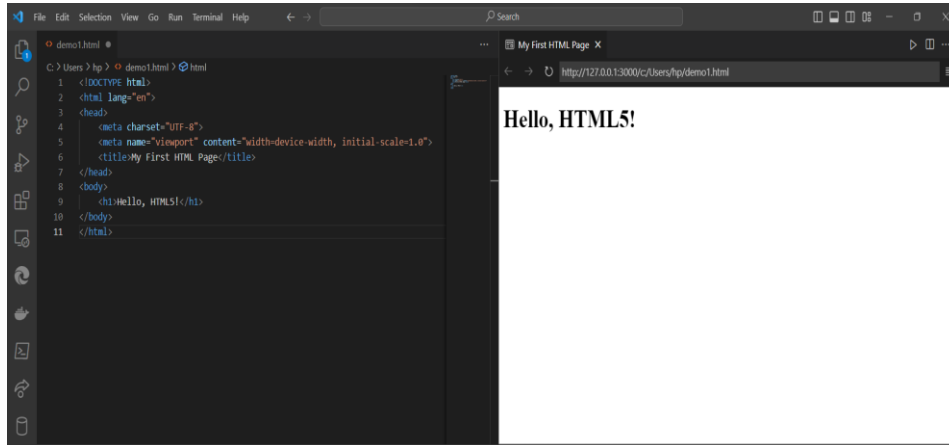 File Edit Selection View Go Run Terminal Help
Search
demo1.html
My First HTML Page
C: > Users > hp > demo1.html > html
http://127.0.0.1:3000/c:/Users/hp/demo1.html
1 <!DOCTYPE html>
2 <html lang="en">
3 <head>
4 <meta charset="UTF-8">
5 <meta name="viewport" content="width=device-width, initial-scale=1.0">
6 <title>My First HTML Page</title>
7 </head>
8 <body>
9 <h1>Hello, HTML5!</h1>
10 </body>
11 </html>
Hello, HTML5!
1